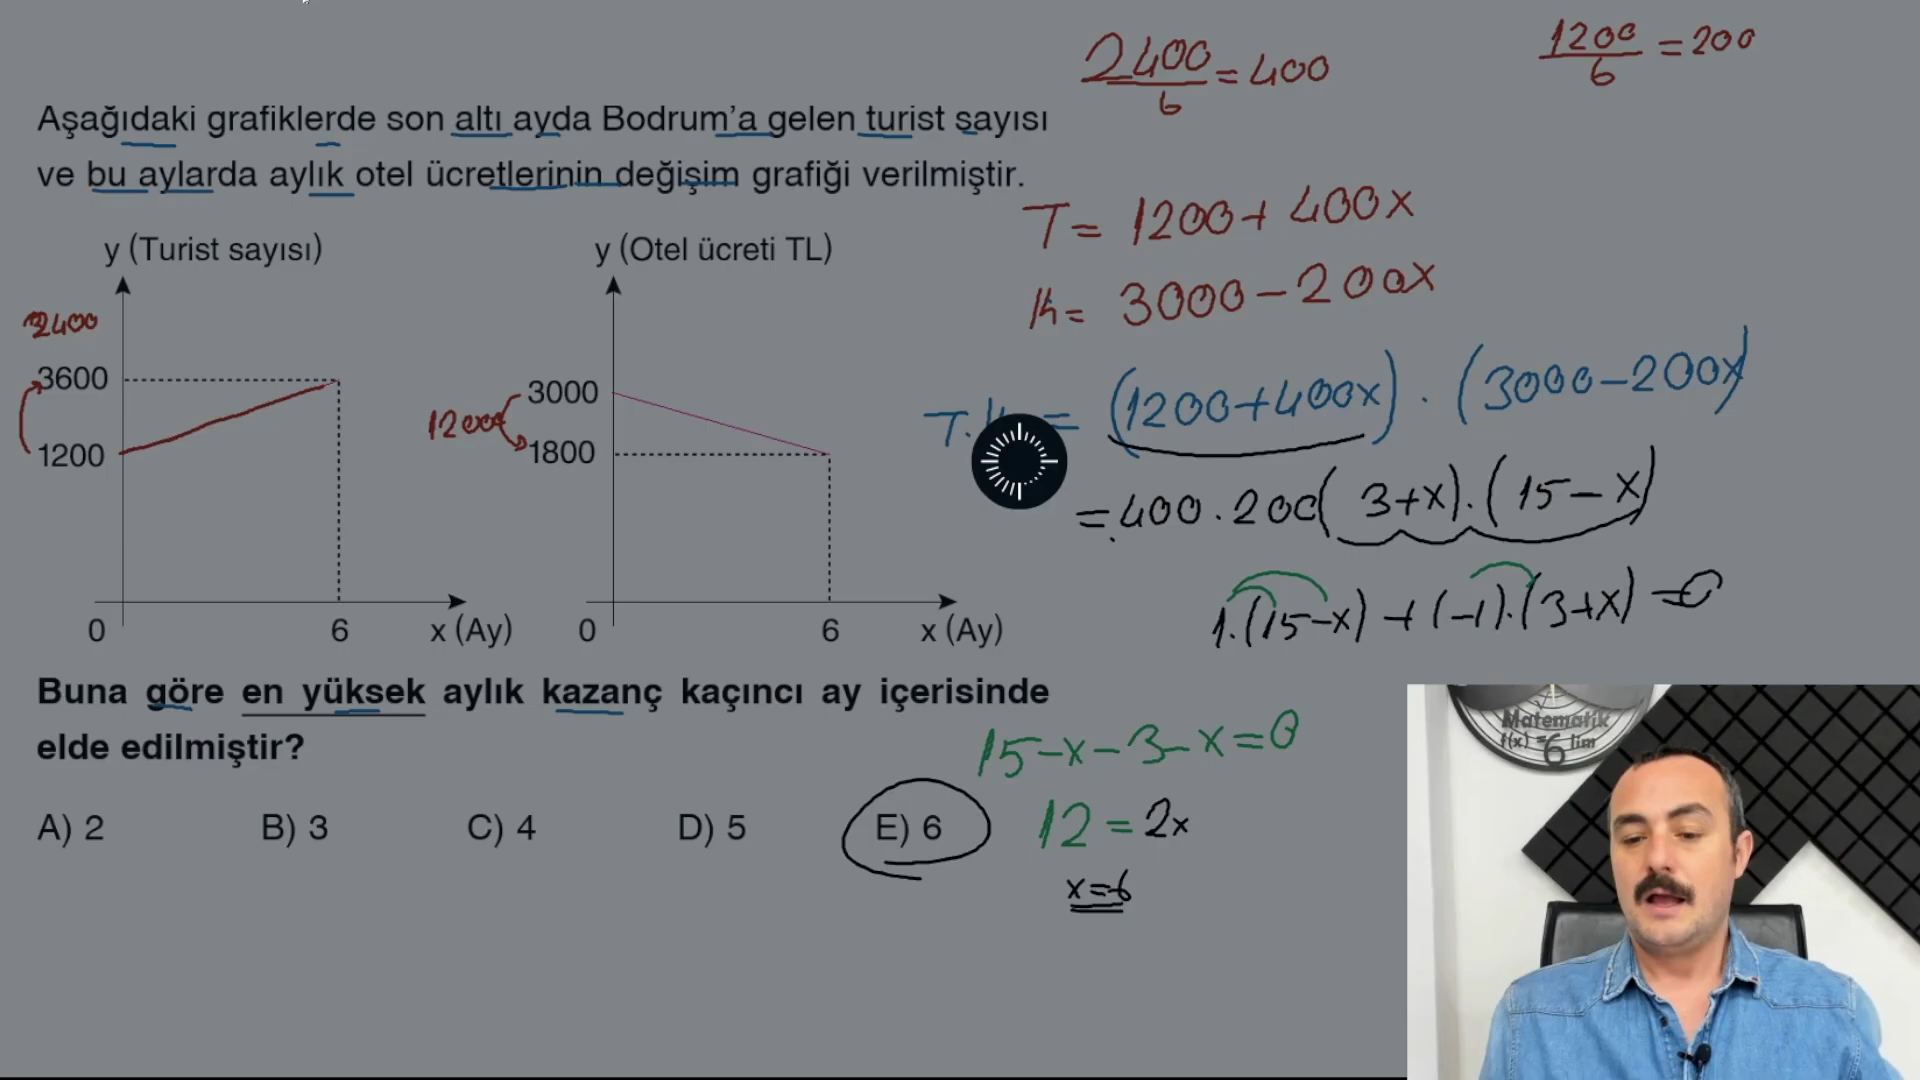 2400/6 = 400
1200/6 = 200
Aşağıdaki grafiklerde son altı ayda Bodrum'a gelen turist sayısı
ve bu aylarda aylık otel ücretlerinin değişim grafiği verilmiştir.
T = 1200 + 400x
y (Turist sayısı)
2400
3600
1200
0
6
x (Ay)
y (Otel ücreti TL)
3000
1200
1800
0
6
x (Ay)
= 3000 - 200x
= (1200+400x) . (3000-200x)
= 400 . 200 (3+x) . (15-x)
1.(15-x) + (-1).(3+x) = 0
Buna göre en yüksek aylık kazanç kaçıncı ay içerisinde
elde edilmiştir?
A) 2 B) 3 C) 4 D) 5 E) 6
15-x-3-x=0
12 = 2x
x=6
Matematik
f(x) = 6 lim